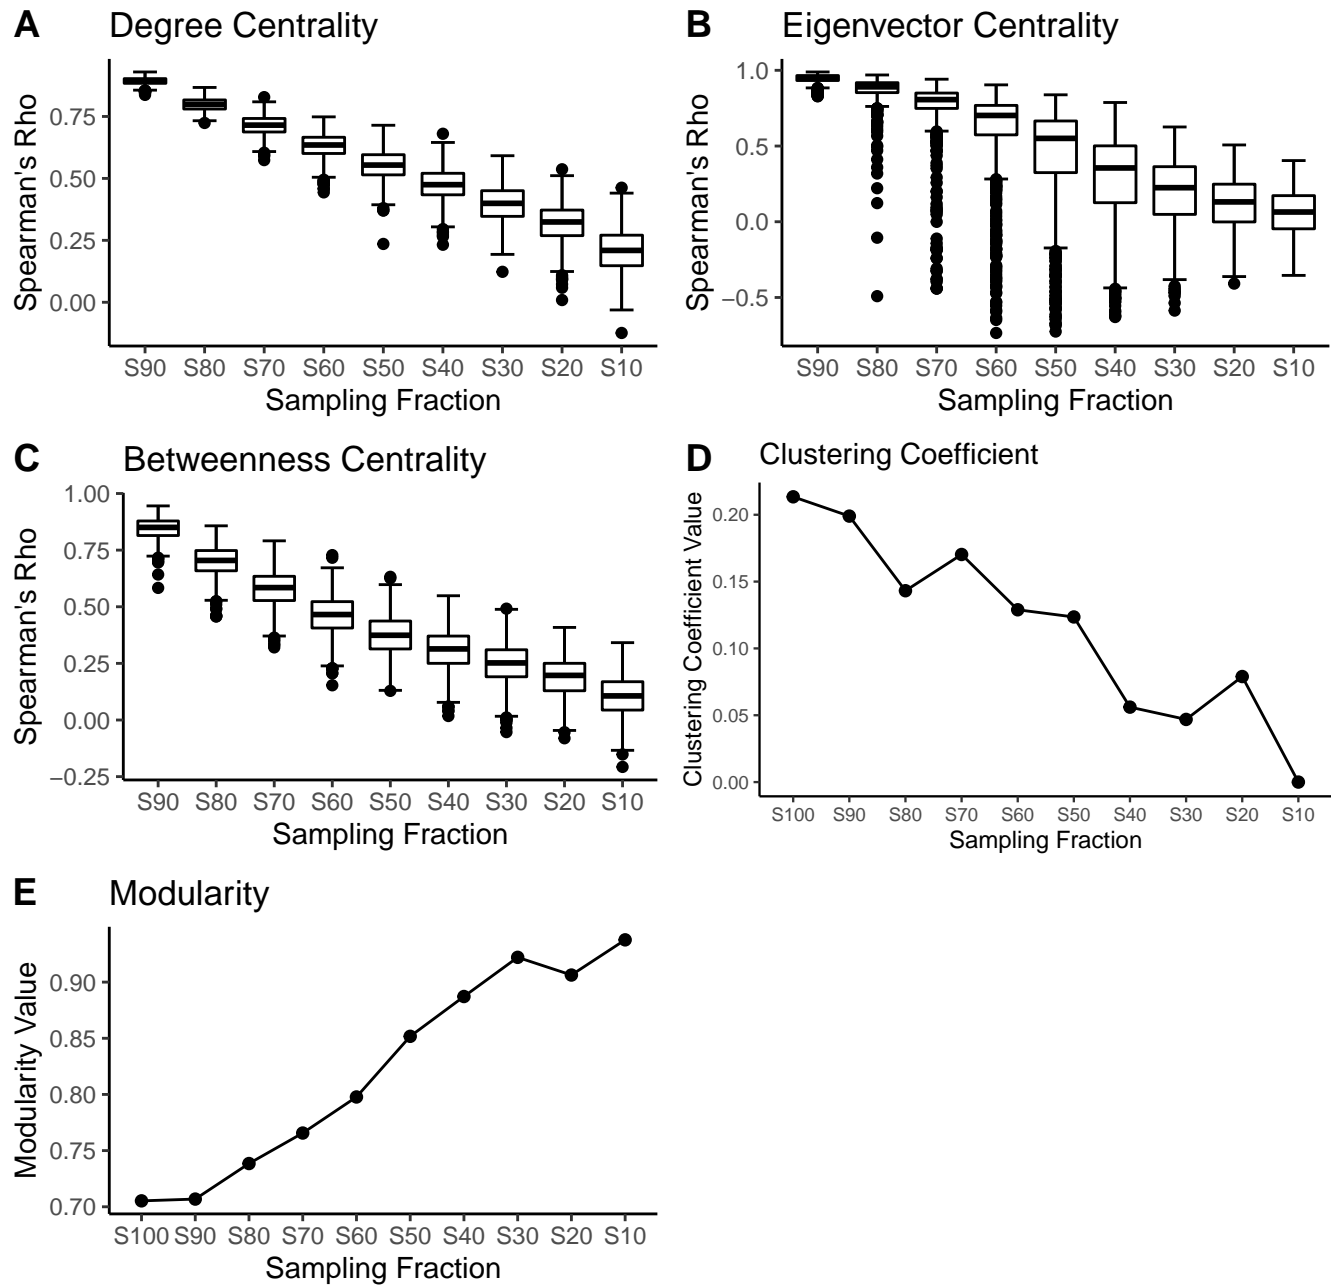 A Degree Centrality
Spearman's Rho
0.75
0.50
0.25
0.00
S90 S80 S70 S60 S50 S40 S30 S20 S10
Sampling Fraction
B Eigenvector Centrality
Spearman's Rho
1.0
0.5
0.0
−0.5
S90 S80 S70 S60 S50 S40 S30 S20 S10
Sampling Fraction
C Betweenness Centrality
Spearman's Rho
1.00
0.75
0.50
0.25
0.00
−0.25
S90 S80 S70 S60 S50 S40 S30 S20 S10
Sampling Fraction
D Clustering Coefficient
Clustering Coefficient Value
0.20
0.15
0.10
0.05
0.00
S100 S90 S80 S70 S60 S50 S40 S30 S20 S10
Sampling Fraction
E Modularity
Modularity Value
0.90
0.85
0.80
0.75
0.70
S100 S90 S80 S70 S60 S50 S40 S30 S20 S10
Sampling Fraction